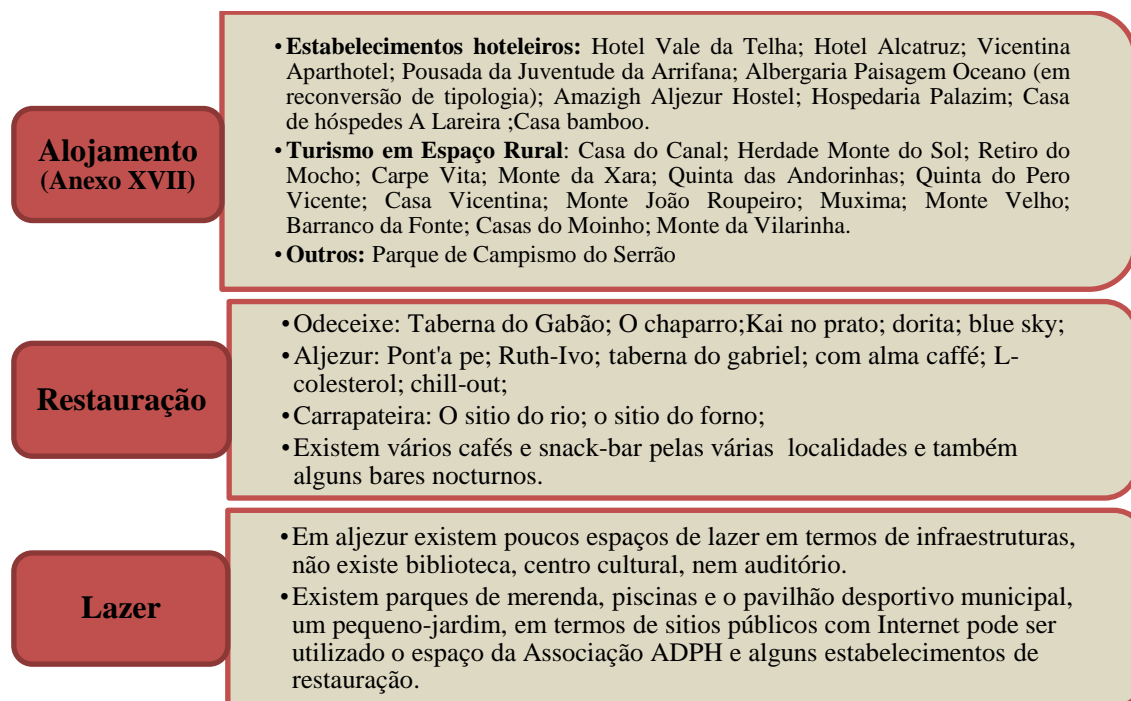 Alojamento
(Anexo XVII)
•Estabelecimentos hoteleiros: Hotel Vale da Telha; Hotel Alcatruz; Vicentina
Aparthotel; Pousada da Juventude da Arrifana; Albergaria Paisagem Oceano (em
reconversão de tipologia); Amazigh Aljezur Hostel; Hospedaria Palazim; Casa
de hóspedes A Lareira ;Casa bamboo.
•Turismo em Espaço Rural: Casa do Canal; Herdade Monte do Sol; Retiro do
Mocho; Carpe Vita; Monte da Xara; Quinta das Andorinhas; Quinta do Pero
Vicente; Casa Vicentina; Monte João Roupeiro; Muxima; Monte Velho;
Barranco da Fonte; Casas do Moinho; Monte da Vilarinha.
•Outros: Parque de Campismo do Serrão
Restauração
•Odeceixe: Taberna do Gabão; O chaparro;Kai no prato; dorita; blue sky;
•Aljezur: Pont'a pe; Ruth-Ivo; taberna do gabriel; com alma caffé; L-
colesterol; chill-out;
•Carrapateira: O sitio do rio; o sitio do forno;
•Existem vários cafés e snack-bar pelas várias localidades e também
alguns bares nocturnos.
Lazer
•Em aljezur existem poucos espaços de lazer em termos de infraestruturas,
não existe biblioteca, centro cultural, nem auditório.
•Existem parques de merenda, piscinas e o pavilhão desportivo municipal,
um pequeno-jardim, em termos de sitios públicos com Internet pode ser
utilizado o espaço da Associação ADPH e alguns estabelecimentos de
restauração.